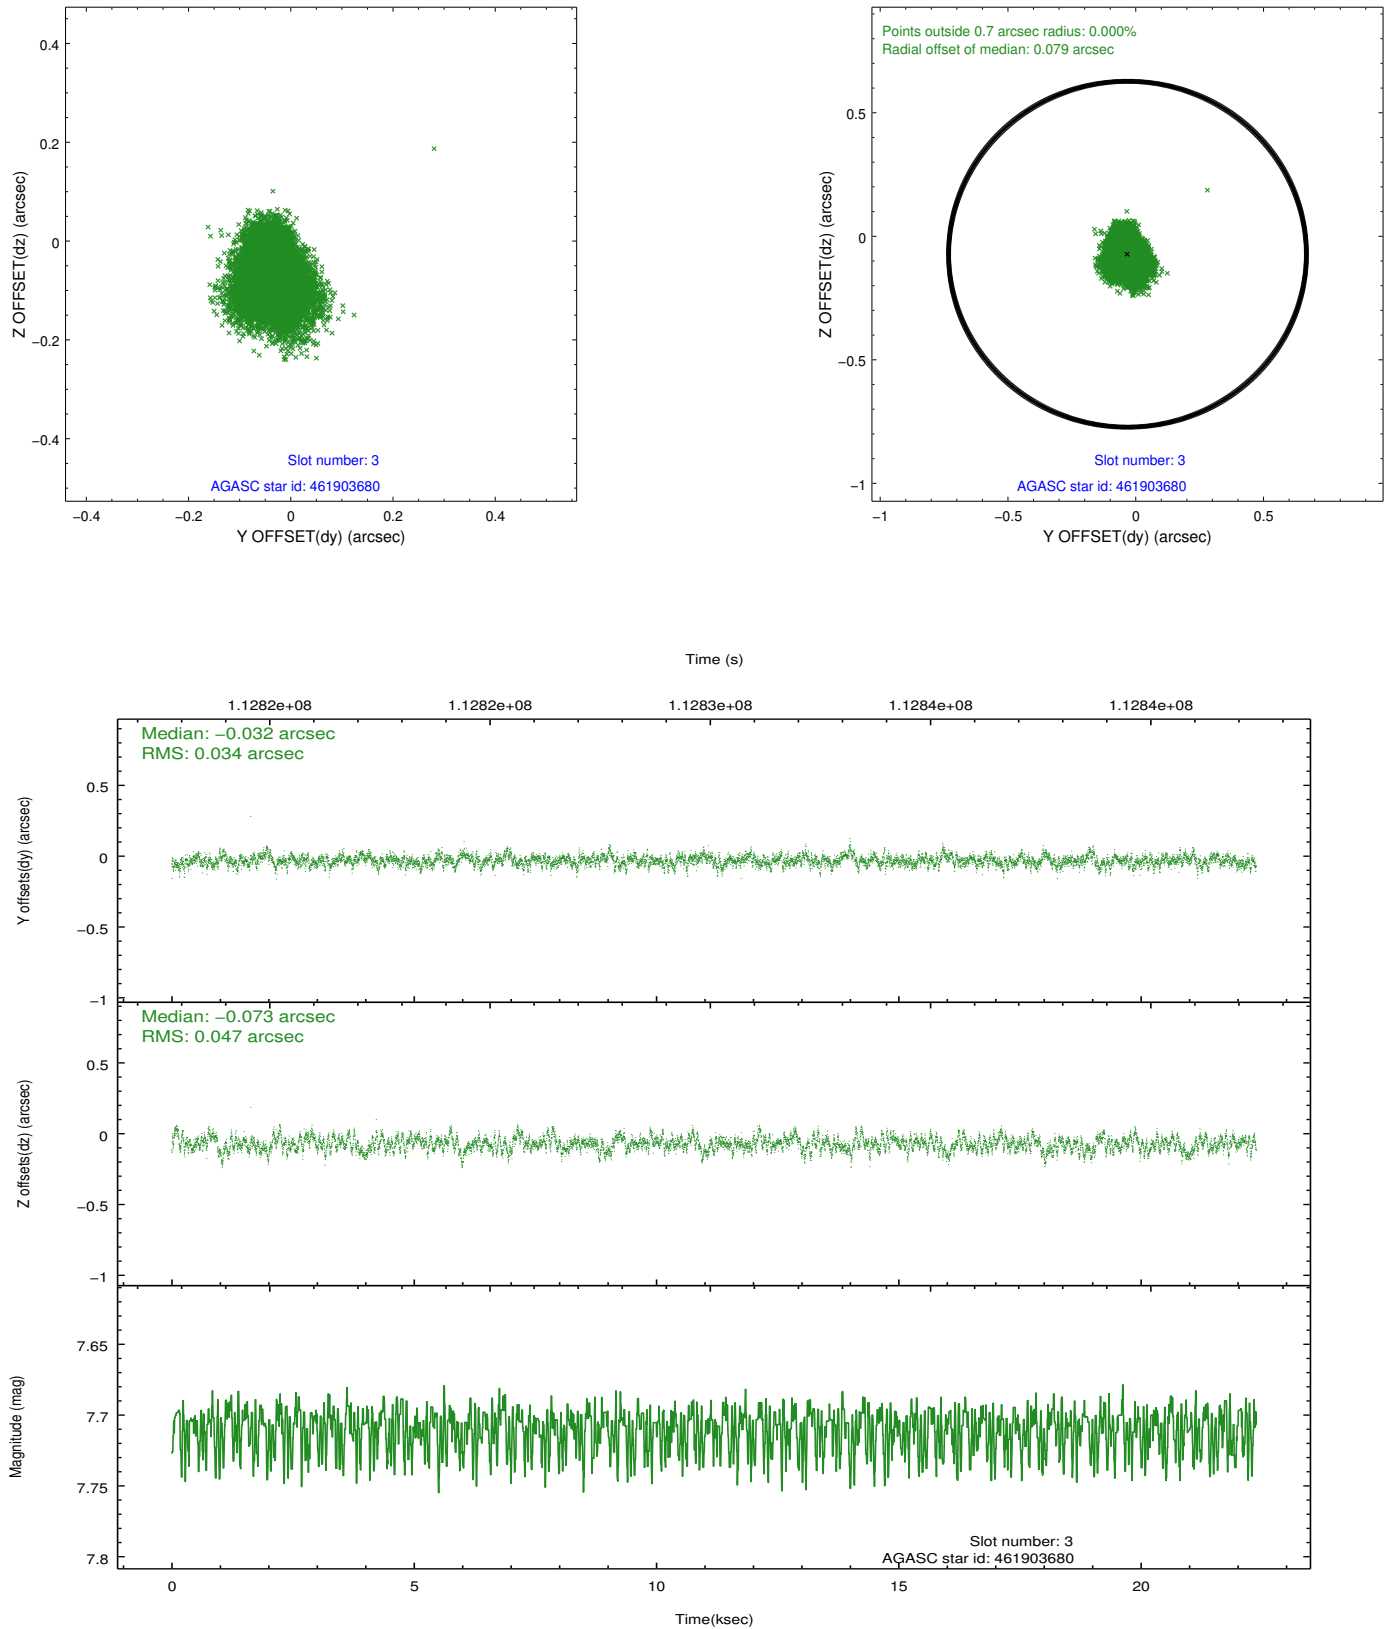 0.4
0.2
0
−0.2
−0.4
Z OFFSET(dz) (arcsec)
Slot number: 3
AGASC star id: 461903680
−0.4 −0.2 0 0.2 0.4
Y OFFSET(dy) (arcsec)
Points outside 0.7 arcsec radius: 0.000%
Radial offset of median: 0.079 arcsec
0.5
0
−0.5
−1
Z OFFSET(dz) (arcsec)
Slot number: 3
AGASC star id: 461903680
−1 −0.5 0 0.5
Y OFFSET(dy) (arcsec)
Time (s)
1.1282e+08 1.1282e+08 1.1283e+08 1.1284e+08 1.1284e+08
Median: −0.032 arcsec
RMS: 0.034 arcsec
0.5
0
−0.5
−1
Y offsets(dy) (arcsec)
Median: −0.073 arcsec
RMS: 0.047 arcsec
0.5
0
−0.5
−1
Z offsets(dz) (arcsec)
7.65
7.7
7.75
7.8
Magnitude (mag)
Slot number: 3
AGASC star id: 461903680
0 5 10 15 20
Time(ksec)